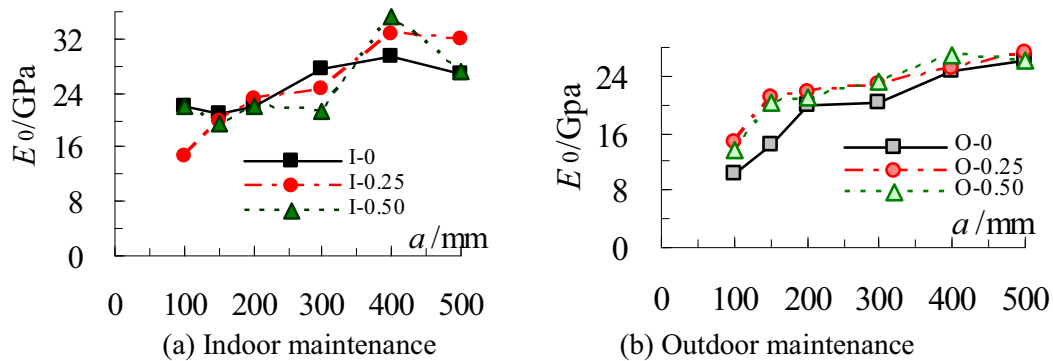 32
24
16
8
0
E0/GPa
I-0
I-0.25
I-0.50
a/mm
0 100 200 300 400 500
(a) Indoor maintenance
24
16
8
0
E0/Gpa
O-0
O-0.25
O-0.50
a/mm
0 100 200 300 400 500
(b) Outdoor maintenance